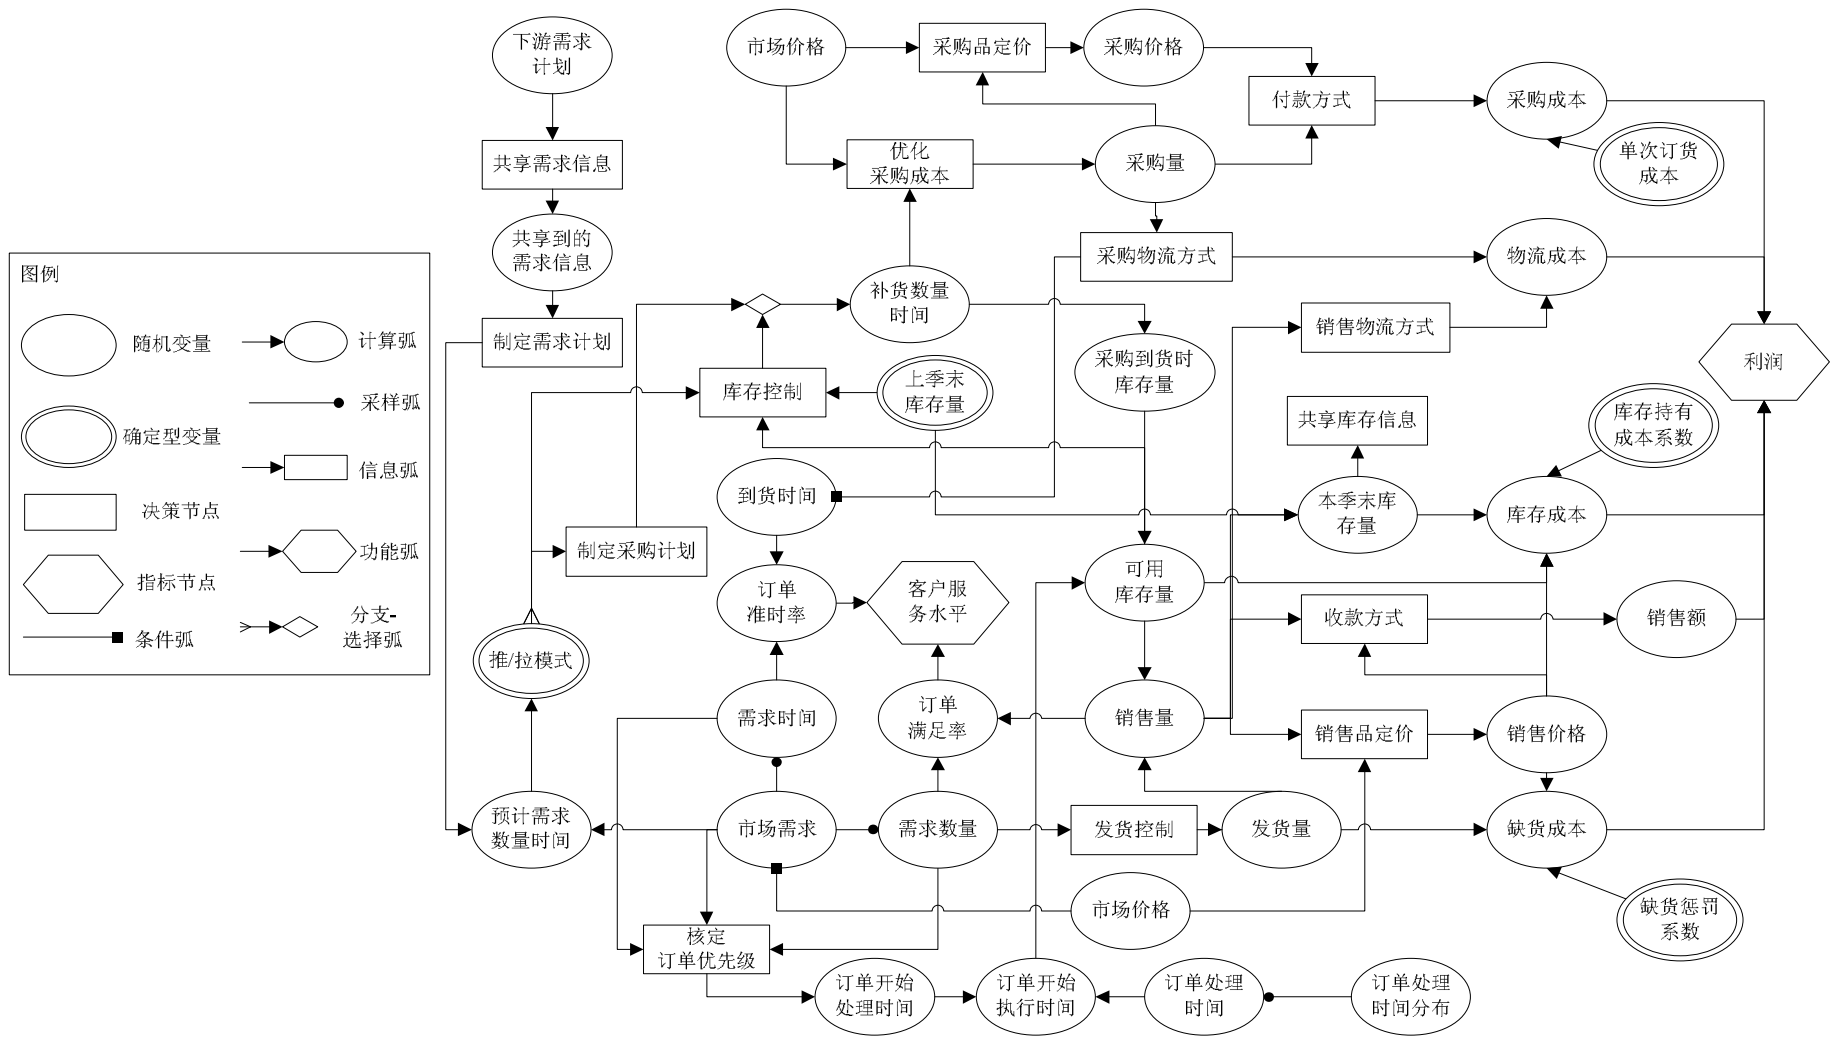 下游需求
计划
市场价格
采购品定价
采购价格
付款方式
采购成本
单次订货
成本
共享需求信息
优化
采购成本
采购量
共享到的
需求信息
采购物流方式
物流成本
图例
随机变量
计算弧
确定型变量
采样弧
信息弧
决策节点
功能弧
指标节点
条件弧
分支-
选择弧
制定需求计划
补货数量
时间
销售物流方式
采购到货时
库存量
利润
库存控制
上季末
库存量
共享库存信息
库存持有
成本系数
到货时间
本季末库
存量
库存成本
制定采购计划
订单
准时率
客户服
务水平
可用
库存量
收款方式
销售额
推/拉模式
需求时间
订单
满足率
销售量
销售品定价
销售价格
预计需求
数量时间
市场需求
需求数量
发货控制
发货量
缺货成本
市场价格
缺货惩罚
系数
核定
订单优先级
订单开始
处理时间
订单开始
执行时间
订单处理
时间
订单处理
时间分布